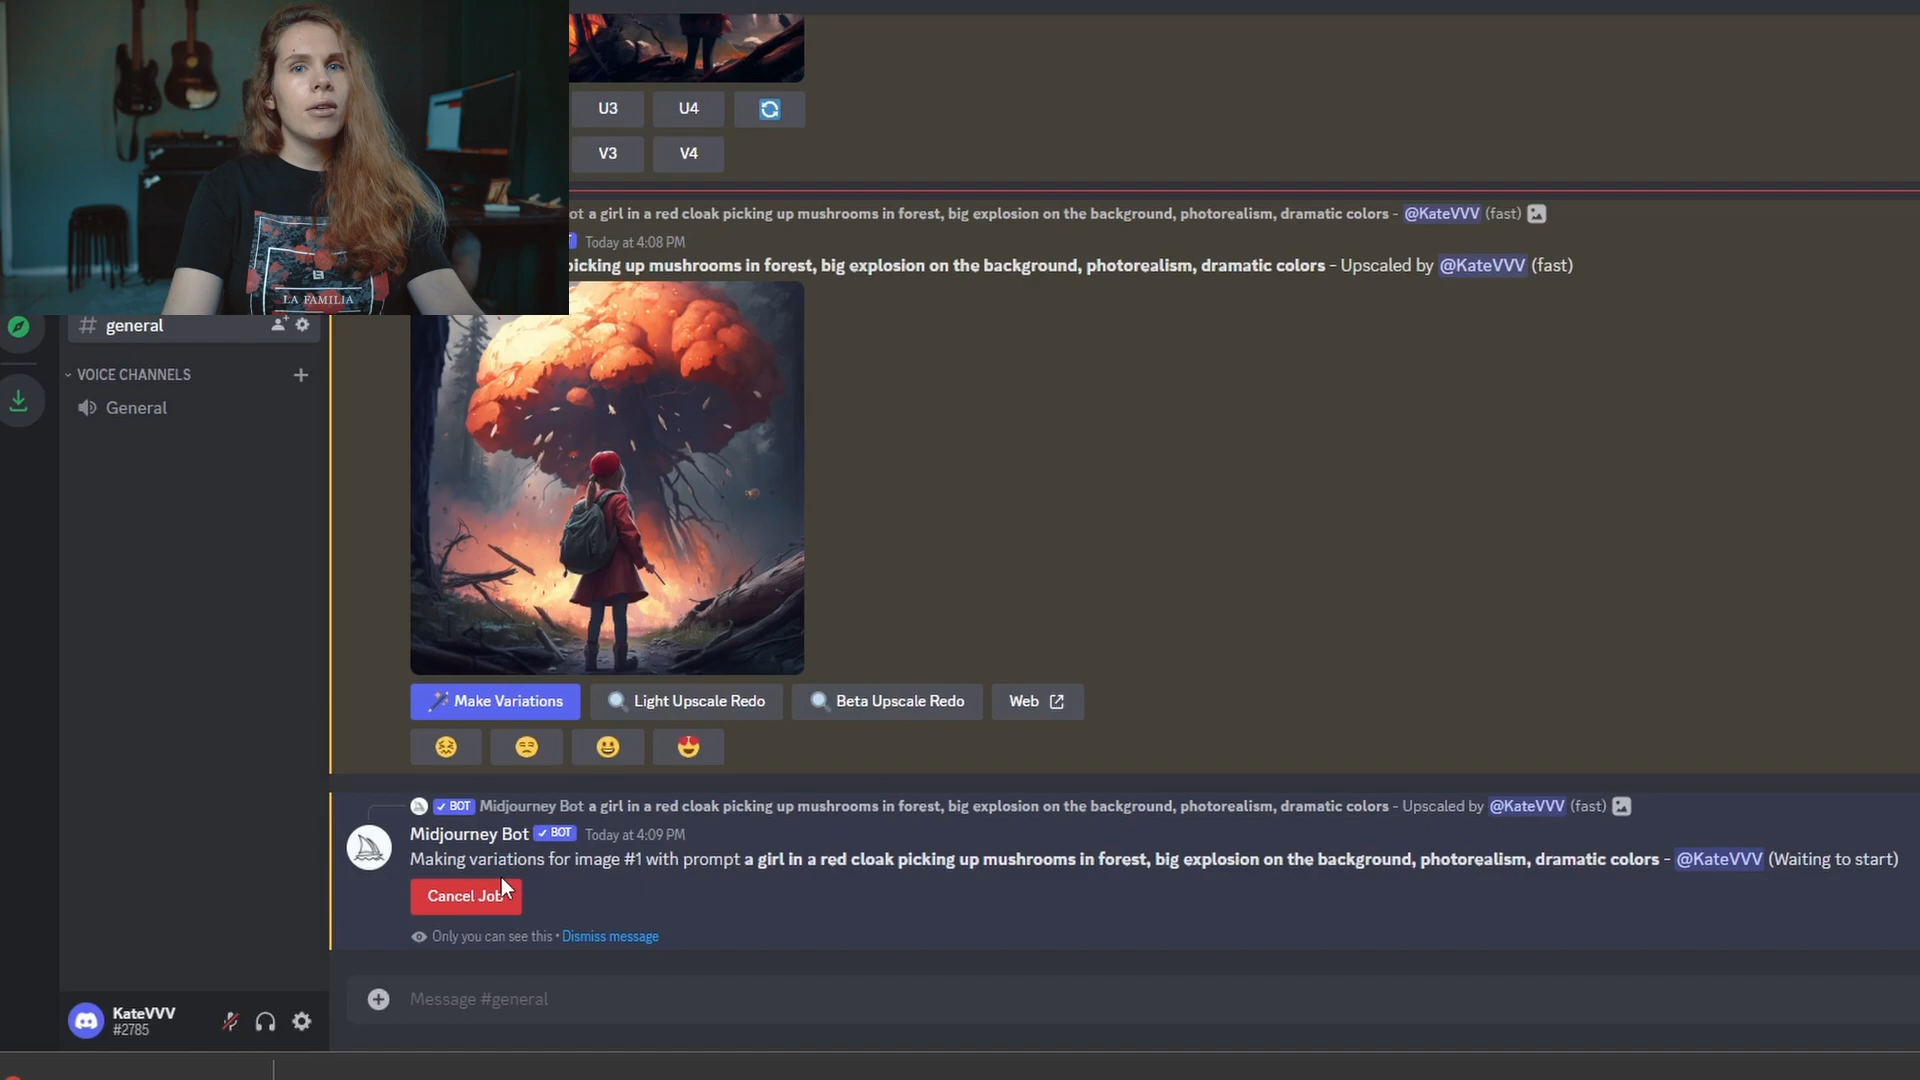 LA FAMILIA
U3
U4
V3
V4
a girl in a red cloak picking up mushrooms in forest, big explosion on the background, photorealism, dramatic colors - @KateVVV (fast)
Today at 4:08 PM
picking up mushrooms in forest, big explosion on the background, photorealism, dramatic colors - Upscaled by @KateVVV (fast)
# general
VOICE CHANNELS
General
Make Variations
Light Upscale Redo
Beta Upscale Redo
Web
BOT Midjourney Bot a girl in a red cloak picking up mushrooms in forest, big explosion on the background, photorealism, dramatic colors - Upscaled by @KateVVV (fast)
Midjourney Bot BOT Today at 4:09 PM
Making variations for image #1 with prompt a girl in a red cloak picking up mushrooms in forest, big explosion on the background, photorealism, dramatic colors - @KateVVV (Waiting to start)
Cancel Job
Only you can see this • Dismiss message
Message #general
KateVVV
#2785